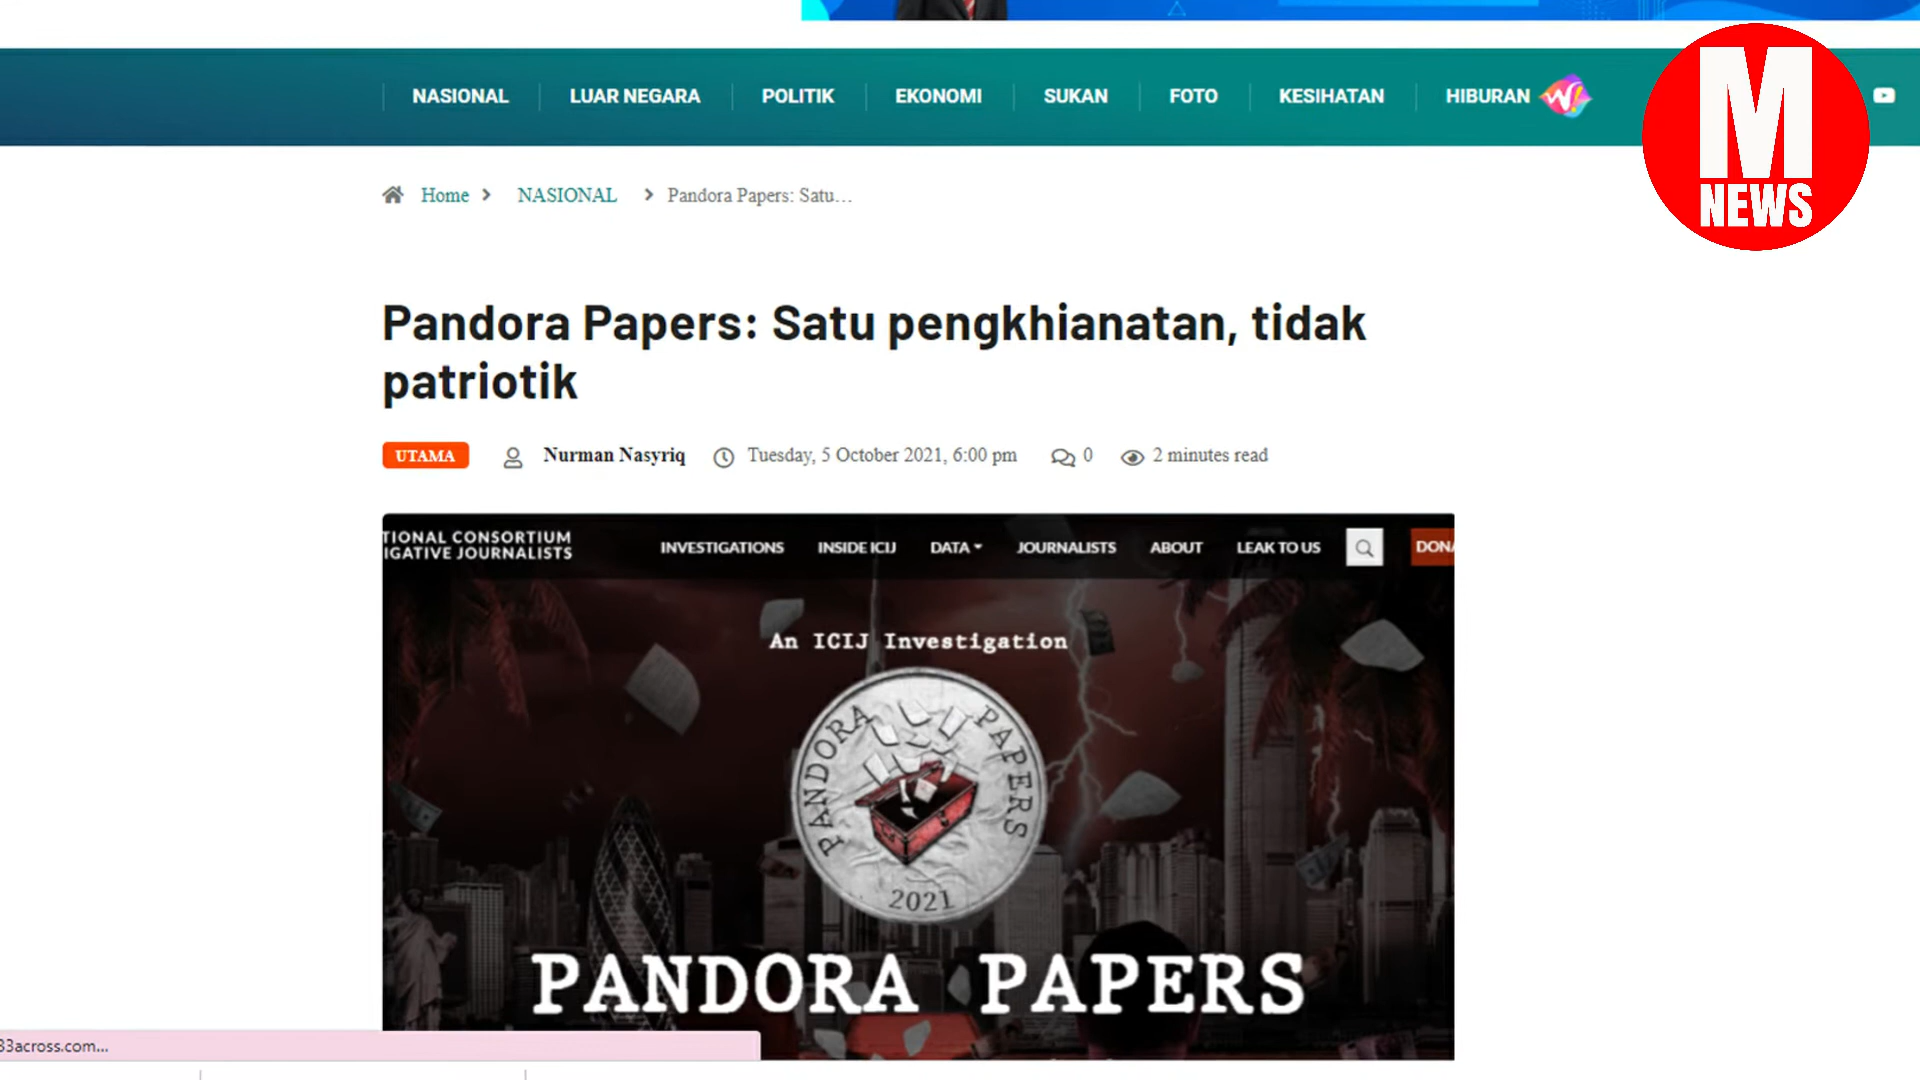 NASIONAL
LUAR NEGARA
POLITIK
EKONOMI
SUKAN
FOTO
KESIHATAN
HIBURAN
M
NEWS
Home
NASIONAL
Pandora Papers: Satu...
Pandora Papers: Satu pengkhianatan, tidak
patriotik
UTAMA
Nurman Nasyriq
Tuesday, 5 October 2021, 6:00 pm
0
2 minutes read
TIONAL CONSORTIUM
IGATIVE JOURNALISTS
INVESTIGATIONS
INSIDE ICIJ
DATA
JOURNALISTS
ABOUT
LEAK TO US
DONA
An ICIJ Investigation
PANDORA PAPERS
2021
PANDORA PAPERS
33across.com...